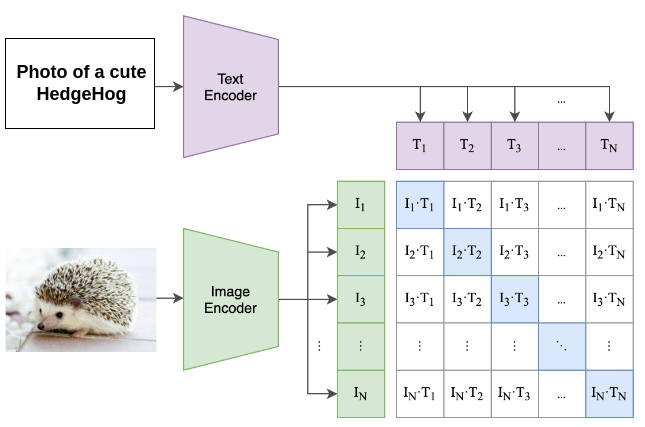 Photo of a cute
HedgeHog
Text
Encoder
...
T₁ T₂ T₃ ... Tₙ
I₁ I₁·T₁ I₁·T₂ I₁·T₃ ... I₁·Tₙ
I₂ I₂·T₁ I₂·T₂ I₂·T₃ ... I₂·Tₙ
Image
Encoder
I₃ I₃·T₁ I₃·T₂ I₃·T₃ ... I₃·Tₙ
⋮ ⋮ ⋮ ⋮ ⋮ ⋱ ⋮
Iₙ Iₙ·T₁ Iₙ·T₂ Iₙ·T₃ ... Iₙ·Tₙ